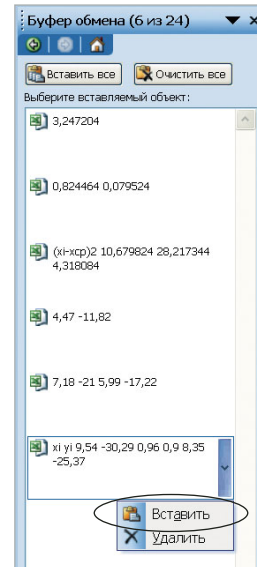 Буфер обмена (6 из 24)
Вставить все Очистить все
Выберите вставляемый объект:
3,247204
0,824464 0,079524
(xi-xcp)2 10,679824 28,217344
4,318084
4,47 -11,82
7,18 -21 5,99 -17,22
xi yi 9,54 -30,29 0,96 0,9 8,35
-25,37
Вставить
Удалить